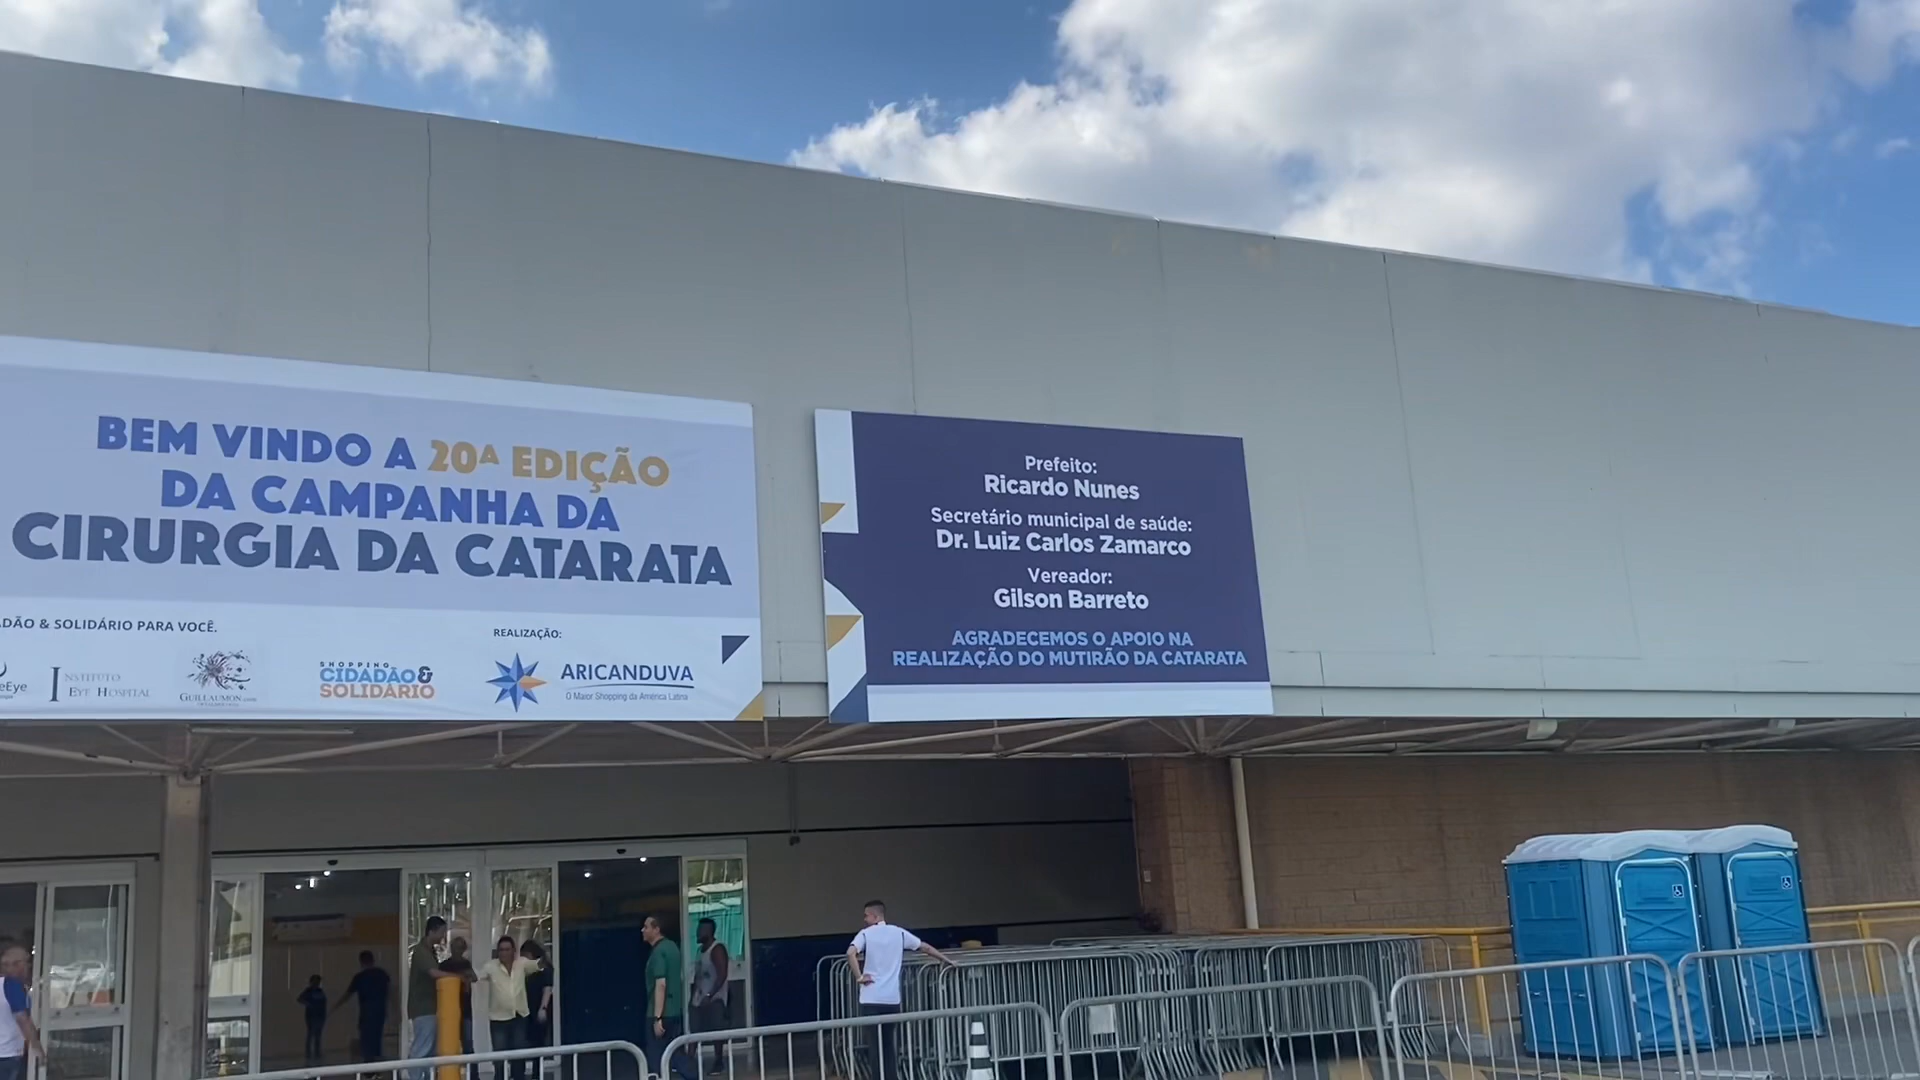 BEM VINDO A 20ª EDIÇÃO
DA CAMPANHA DA
CIRURGIA DA CATARATA
& SOLIDÁRIO PARA VOCÊ.
REALIZAÇÃO:
INSTITUTO
EYE HOSPITAL
GUILLAUMON
SHOPPING
CIDADÃO&
SOLIDÁRIO
ARICANDUVA
O Maior Shopping da América Latina
Prefeito:
Ricardo Nunes
Secretário municipal de saúde:
Dr. Luiz Carlos Zamarco
Vereador:
Gilson Barreto
AGRADECEMOS O APOIO NA
REALIZAÇÃO DO MUTIRÃO DA CATARATA